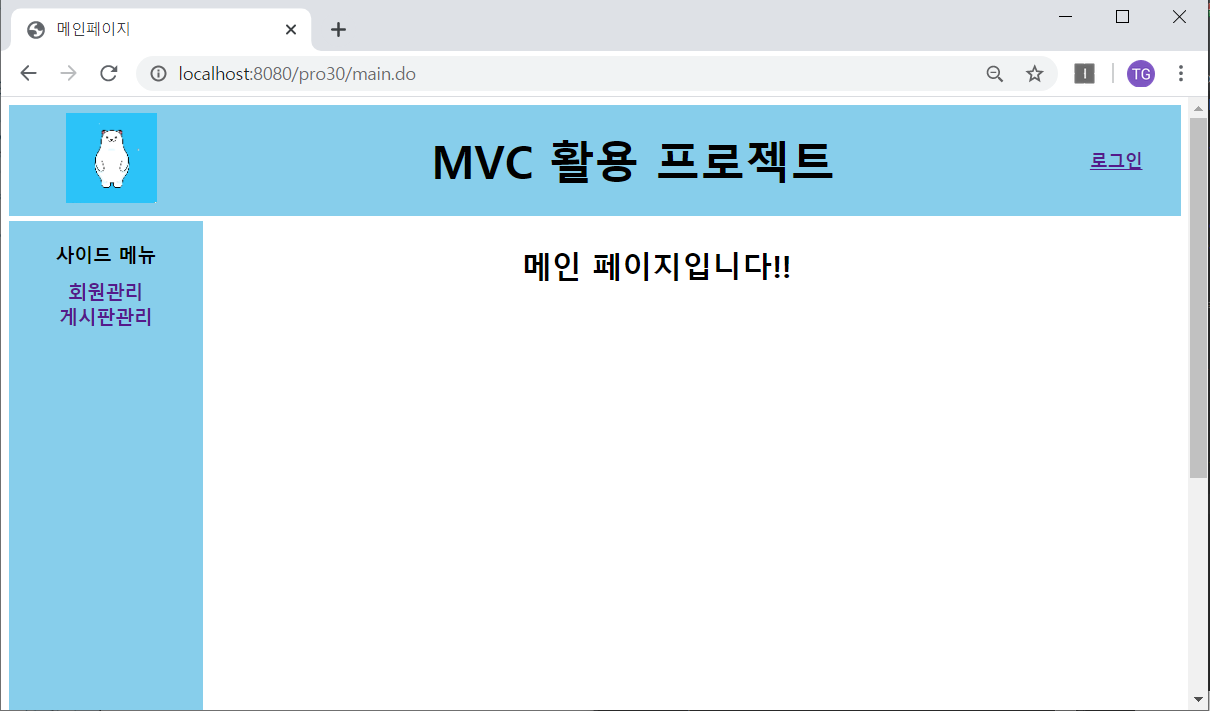 메인페이지
localhost:8080/pro30/main.do
I
TG
MVC 활용 프로젝트
로그인
사이드 메뉴
회원관리
게시판관리
메인 페이지입니다!!